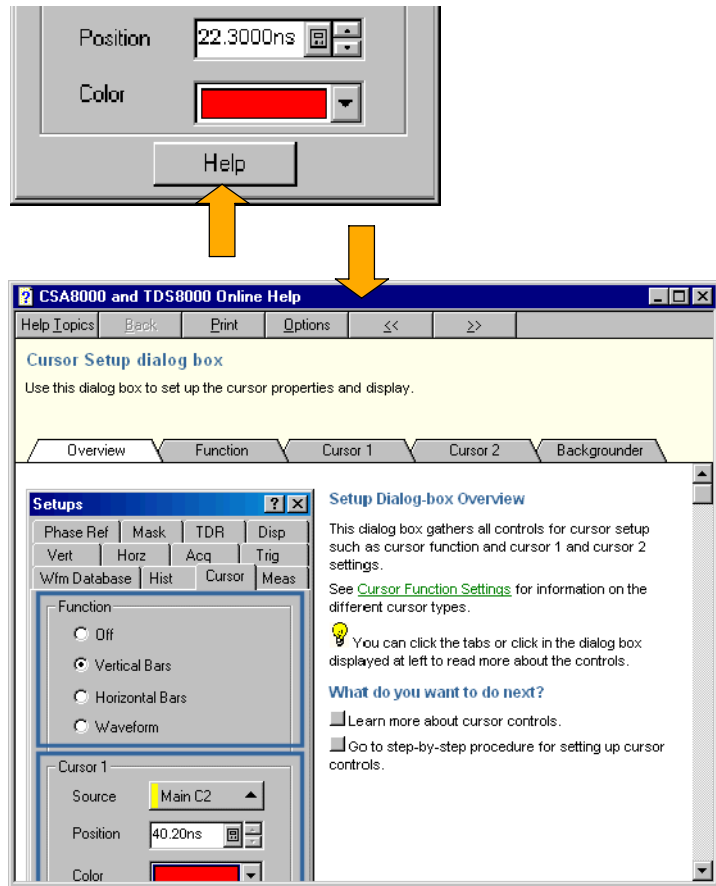 Position 22.3000ns
Color
Help
CSA8000 and TDS8000 Online Help
Help Topics Back Print Options << >>
Cursor Setup dialog box
Use this dialog box to set up the cursor properties and display.
Overview Function Cursor 1 Cursor 2 Backgrounder
Setups
Phase Ref Mask TDR Disp
Vert Horz Acq Trig
Wfm Database Hist Cursor Meas
Function
Off
Vertical Bars
Horizontal Bars
Waveform
Cursor 1
Source Main C2
Position 40.20ns
Color
Setup Dialog-box Overview
This dialog box gathers all controls for cursor setup
such as cursor function and cursor 1 and cursor 2
settings.
See Cursor Function Settings for information on the
different cursor types.
You can click the tabs or click in the dialog box
displayed at left to read more about the controls.
What do you want to do next?
Learn more about cursor controls.
Go to step-by-step procedure for setting up cursor
controls.